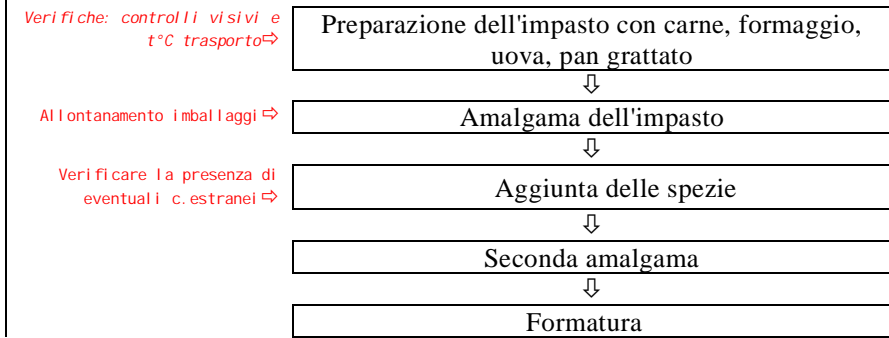 Verifiche: controlli visivi e
t°C trasporto⇨
Preparazione dell'impasto con carne, formaggio,
uova, pan grattato
⇩
Allontanamento imballaggi⇨
Amalgama dell'impasto
⇩
Verificare la presenza di
eventuali c.estranei⇨
Aggiunta delle spezie
⇩
Seconda amalgama
⇩
Formatura